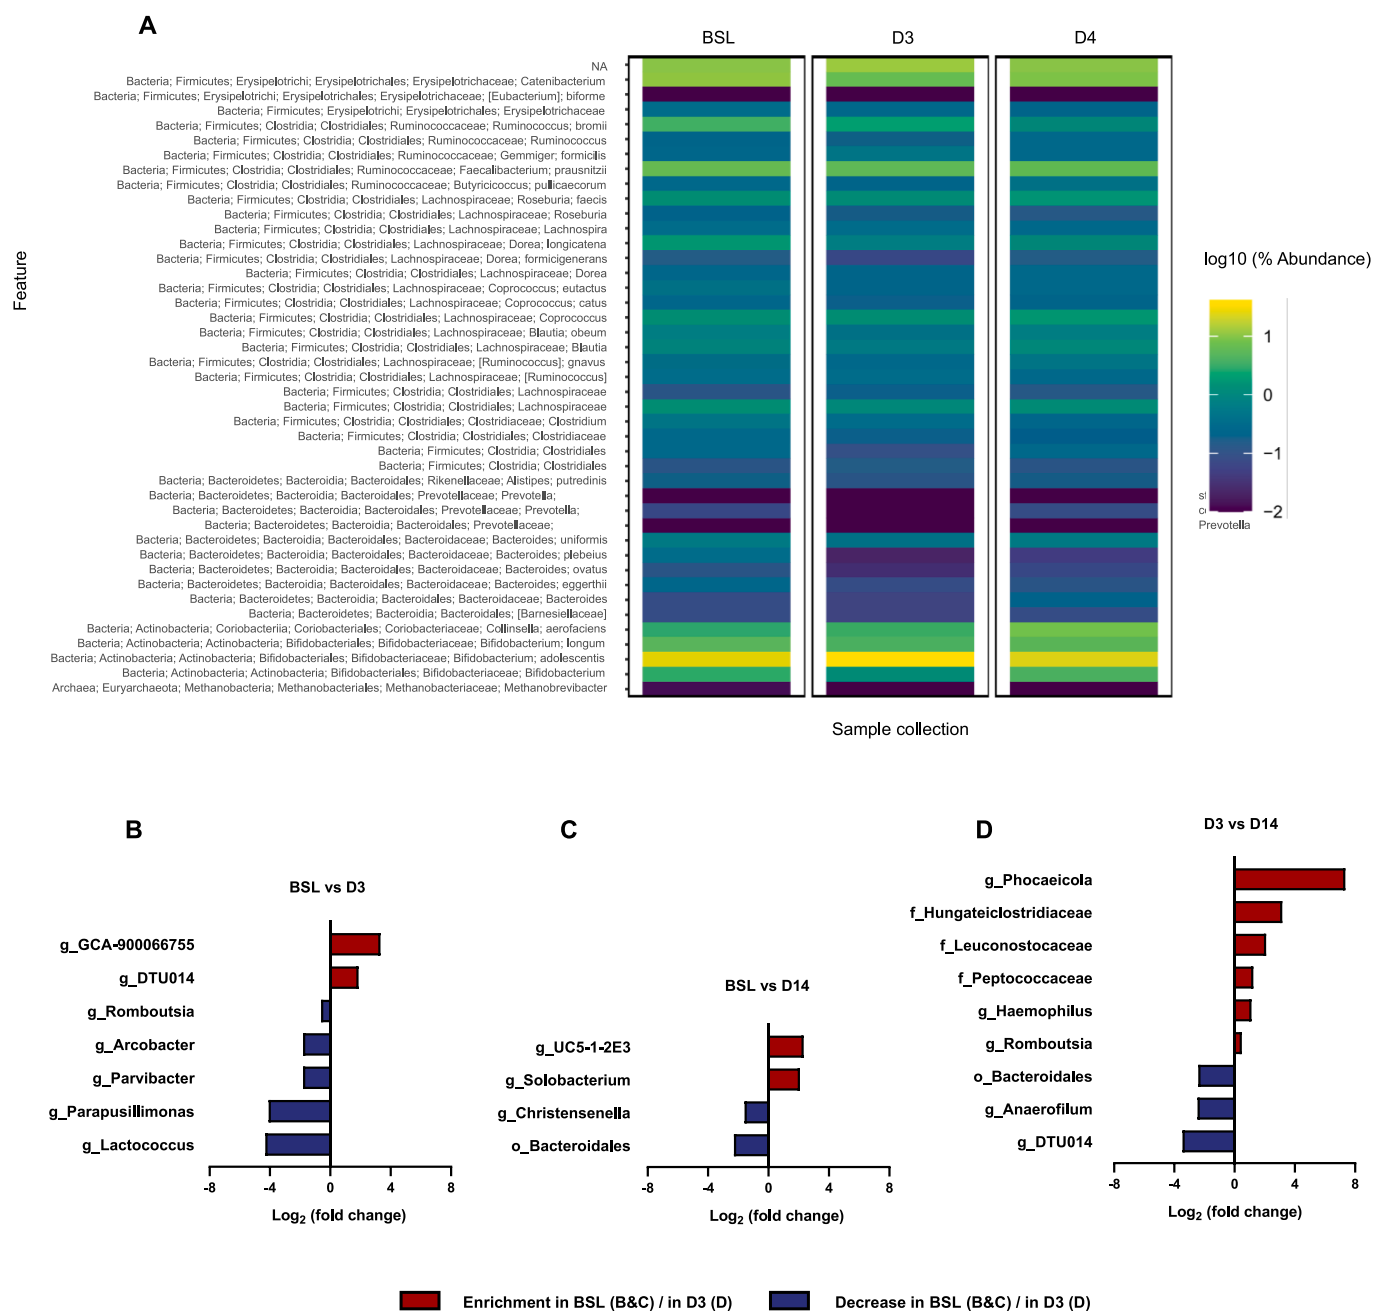 A
BSL
D3
D4
NA
Bacteria; Firmicutes; Erysipelotrichi; Erysipelotrichales; Erysipelotrichaceae; Catenibacterium
Bacteria; Firmicutes; Erysipelotrichi; Erysipelotrichales; Erysipelotrichaceae; [Eubacterium]; biforme
Bacteria; Firmicutes; Erysipelotrichi; Erysipelotrichales; Erysipelotrichaceae
Bacteria; Firmicutes; Clostridia; Clostridiales; Ruminococcaceae; Ruminococcus; bromii
Bacteria; Firmicutes; Clostridia; Clostridiales; Ruminococcaceae; Ruminococcus
Bacteria; Firmicutes; Clostridia; Clostridiales; Ruminococcaceae; Gemmiger; formicilis
Bacteria; Firmicutes; Clostridia; Clostridiales; Ruminococcaceae; Faecalibacterium; prausnitzii
Bacteria; Firmicutes; Clostridia; Clostridiales; Ruminococcaceae; Butyricicoccus; pullicaecorum
Bacteria; Firmicutes; Clostridia; Clostridiales; Lachnospiraceae; Roseburia; faecis
Bacteria; Firmicutes; Clostridia; Clostridiales; Lachnospiraceae; Roseburia
Bacteria; Firmicutes; Clostridia; Clostridiales; Lachnospiraceae; Lachnospira
Bacteria; Firmicutes; Clostridia; Clostridiales; Lachnospiraceae; Dorea; longicatena
Bacteria; Firmicutes; Clostridia; Clostridiales; Lachnospiraceae; Dorea; formicigenerans
Bacteria; Firmicutes; Clostridia; Clostridiales; Lachnospiraceae; Dorea
Bacteria; Firmicutes; Clostridia; Clostridiales; Lachnospiraceae; Coprococcus; eutactus
Bacteria; Firmicutes; Clostridia; Clostridiales; Lachnospiraceae; Coprococcus; catus
Bacteria; Firmicutes; Clostridia; Clostridiales; Lachnospiraceae; Coprococcus
Bacteria; Firmicutes; Clostridia; Clostridiales; Lachnospiraceae; Blautia; obeum
Bacteria; Firmicutes; Clostridia; Clostridiales; Lachnospiraceae; Blautia
Bacteria; Firmicutes; Clostridia; Clostridiales; Lachnospiraceae; [Ruminococcus]; gnavus
Bacteria; Firmicutes; Clostridia; Clostridiales; Lachnospiraceae; [Ruminococcus]
Bacteria; Firmicutes; Clostridia; Clostridiales; Lachnospiraceae
Bacteria; Firmicutes; Clostridia; Clostridiales; Lachnospiraceae
Bacteria; Firmicutes; Clostridia; Clostridiales; Clostridiaceae; Clostridium
Bacteria; Firmicutes; Clostridia; Clostridiales; Clostridiaceae
Bacteria; Firmicutes; Clostridia; Clostridiales
Bacteria; Firmicutes; Clostridia; Clostridiales
Bacteria; Bacteroidetes; Bacteroidia; Bacteroidales; Rikenellaceae; Alistipes; putredinis
Bacteria; Bacteroidetes; Bacteroidia; Bacteroidales; Prevotellaceae; Prevotella;
Bacteria; Bacteroidetes; Bacteroidia; Bacteroidales; Prevotellaceae; Prevotella;
Bacteria; Bacteroidetes; Bacteroidia; Bacteroidales; Prevotellaceae;
Bacteria; Bacteroidetes; Bacteroidia; Bacteroidales; Bacteroidaceae; Bacteroides; uniformis
Bacteria; Bacteroidetes; Bacteroidia; Bacteroidales; Bacteroidaceae; Bacteroides; plebeius
Bacteria; Bacteroidetes; Bacteroidia; Bacteroidales; Bacteroidaceae; Bacteroides; ovatus
Bacteria; Bacteroidetes; Bacteroidia; Bacteroidales; Bacteroidaceae; Bacteroides; eggerthii
Bacteria; Bacteroidetes; Bacteroidia; Bacteroidales; Bacteroidaceae; Bacteroides
Bacteria; Bacteroidetes; Bacteroidia; Bacteroidales; [Barnesiellaceae]
Bacteria; Actinobacteria; Coriobacteriia; Coriobacteriales; Coriobacteriaceae; Collinsella; aerofaciens
Bacteria; Actinobacteria; Actinobacteria; Bifidobacteriales; Bifidobacteriaceae; Bifidobacterium; longum
Bacteria; Actinobacteria; Actinobacteria; Bifidobacteriales; Bifidobacteriaceae; Bifidobacterium; adolescentis
Bacteria; Actinobacteria; Actinobacteria; Bifidobacteriales; Bifidobacteriaceae; Bifidobacterium
Archaea; Euryarchaeota; Methanobacteria; Methanobacteriales; Methanobacteriaceae; Methanobrevibacter
Feature
Sample collection
log10 (% Abundance)
1
0
−1
−2
Prevotella
B
BSL vs D3
g_GCA-900066755
g_DTU014
g_Romboutsia
g_Arcobacter
g_Parvibacter
g_Parapusillimonas
g_Lactococcus
-8 -4 0 4 8
Log2 (fold change)
C
BSL vs D14
g_UC5-1-2E3
g_Solobacterium
g_Christensenella
o_Bacteroidales
-8 -4 0 4 8
Log2 (fold change)
D
D3 vs D14
g_Phocaeicola
f_Hungateiclostridiaceae
f_Leuconostocaceae
f_Peptococcaceae
g_Haemophilus
g_Romboutsia
o_Bacteroidales
g_Anaerofilum
g_DTU014
-8 -4 0 4 8
Log2 (fold change)
Enrichment in BSL (B&C) / in D3 (D)
Decrease in BSL (B&C) / in D3 (D)